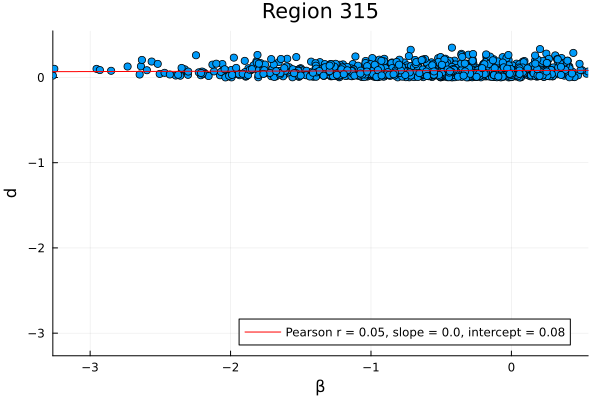 Region 315
d
0
−1
−2
−3
Pearson r = 0.05, slope = 0.0, intercept = 0.08
−3 −2 −1 0
β